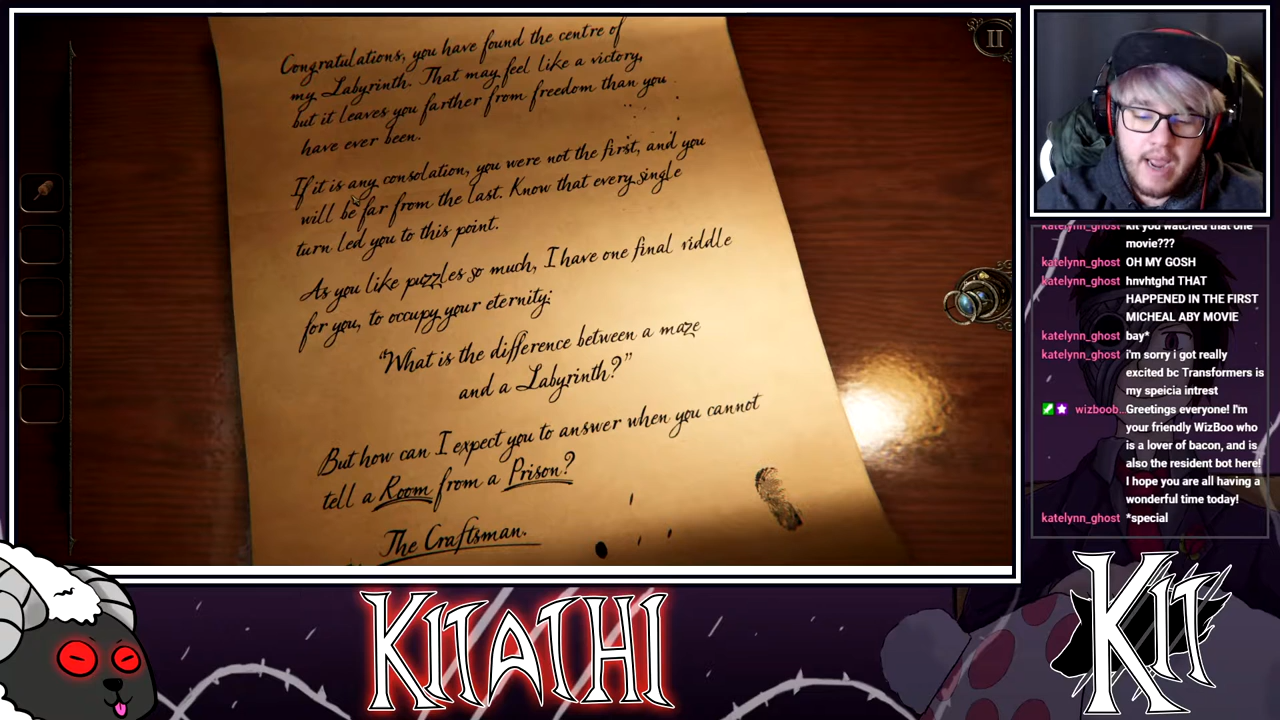 Congratulations, you have found the centre of
my Labyrinth. That may feel like a victory,
but it leaves you farther from freedom than you
have ever been.
If it is any consolation, you were not the first, and you
will be far from the last. Know that every single
turn led you to this point.
As you like puzzles so much, I have one final riddle
for you, to occupy your eternity:
"What is the difference between a maze
and a Labyrinth?"
But how can I expect you to answer when you cannot
tell a Room from a Prison?
The Craftsman.
II
katelynn_ghost kit you watched that one
movie???
katelynn_ghost OH MY GOSH
katelynn_ghost hnvhtghd THAT
HAPPENED IN THE FIRST
MICHEAL ABY MOVIE
katelynn_ghost bay*
katelynn_ghost i'm sorry i got really
excited bc Transformers is
my speicia intrest
wizboob... Greetings everyone! I'm
your friendly WizBoo who
is a lover of bacon, and is
also the resident bot here!
I hope you are all having a
wonderful time today!
katelynn_ghost *special
KITATHI
KIT